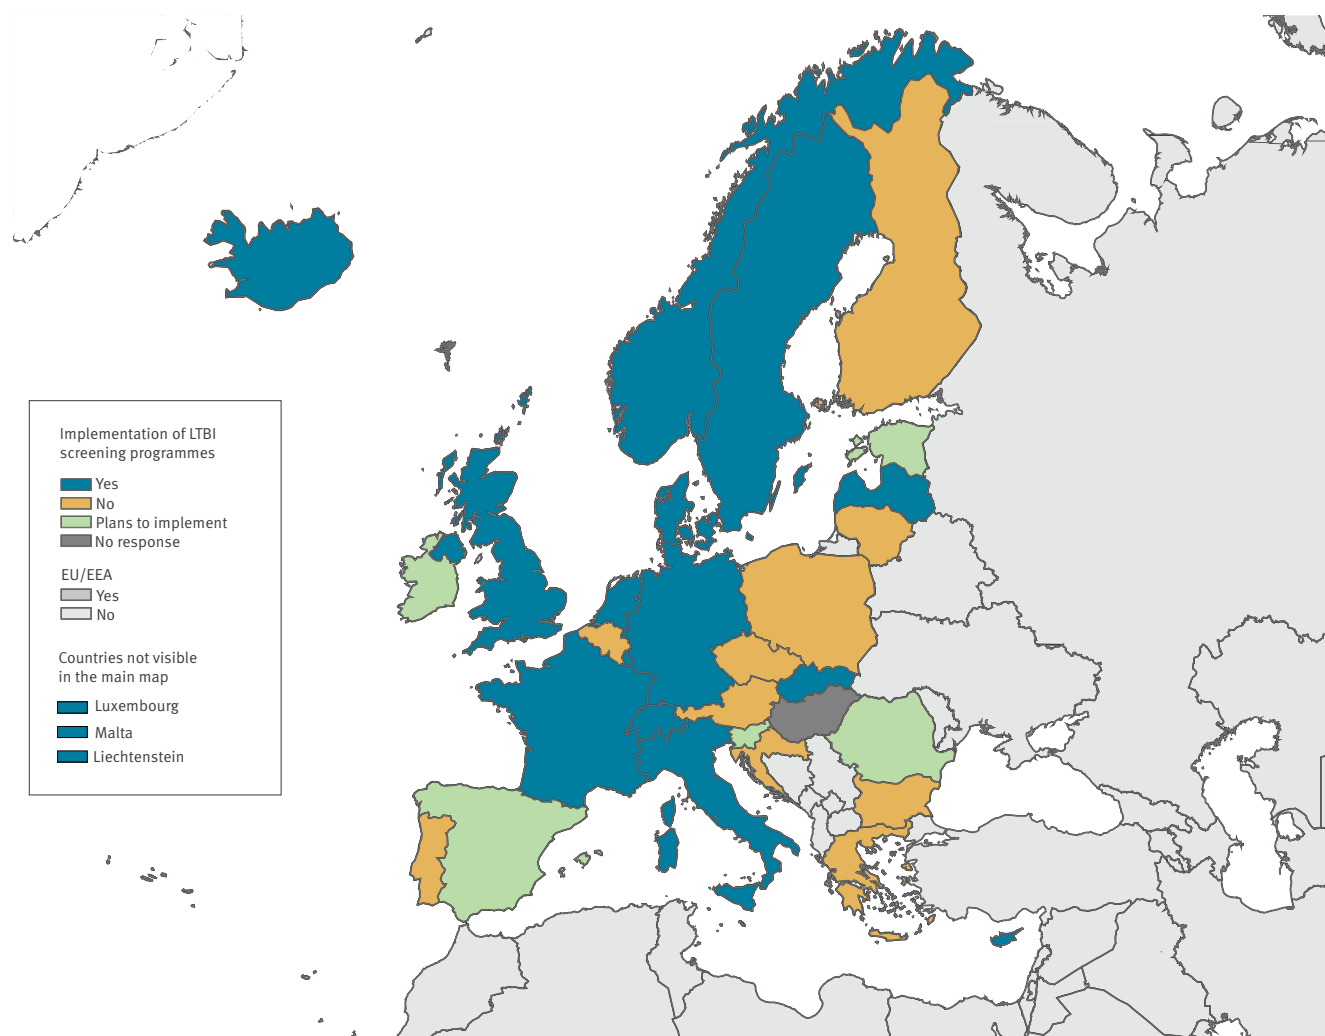 Implementation of LTBI
screening programmes
Yes
No
Plans to implement
No response
EU/EEA
Yes
No
Countries not visible
in the main map
Luxembourg
Malta
Liechtenstein